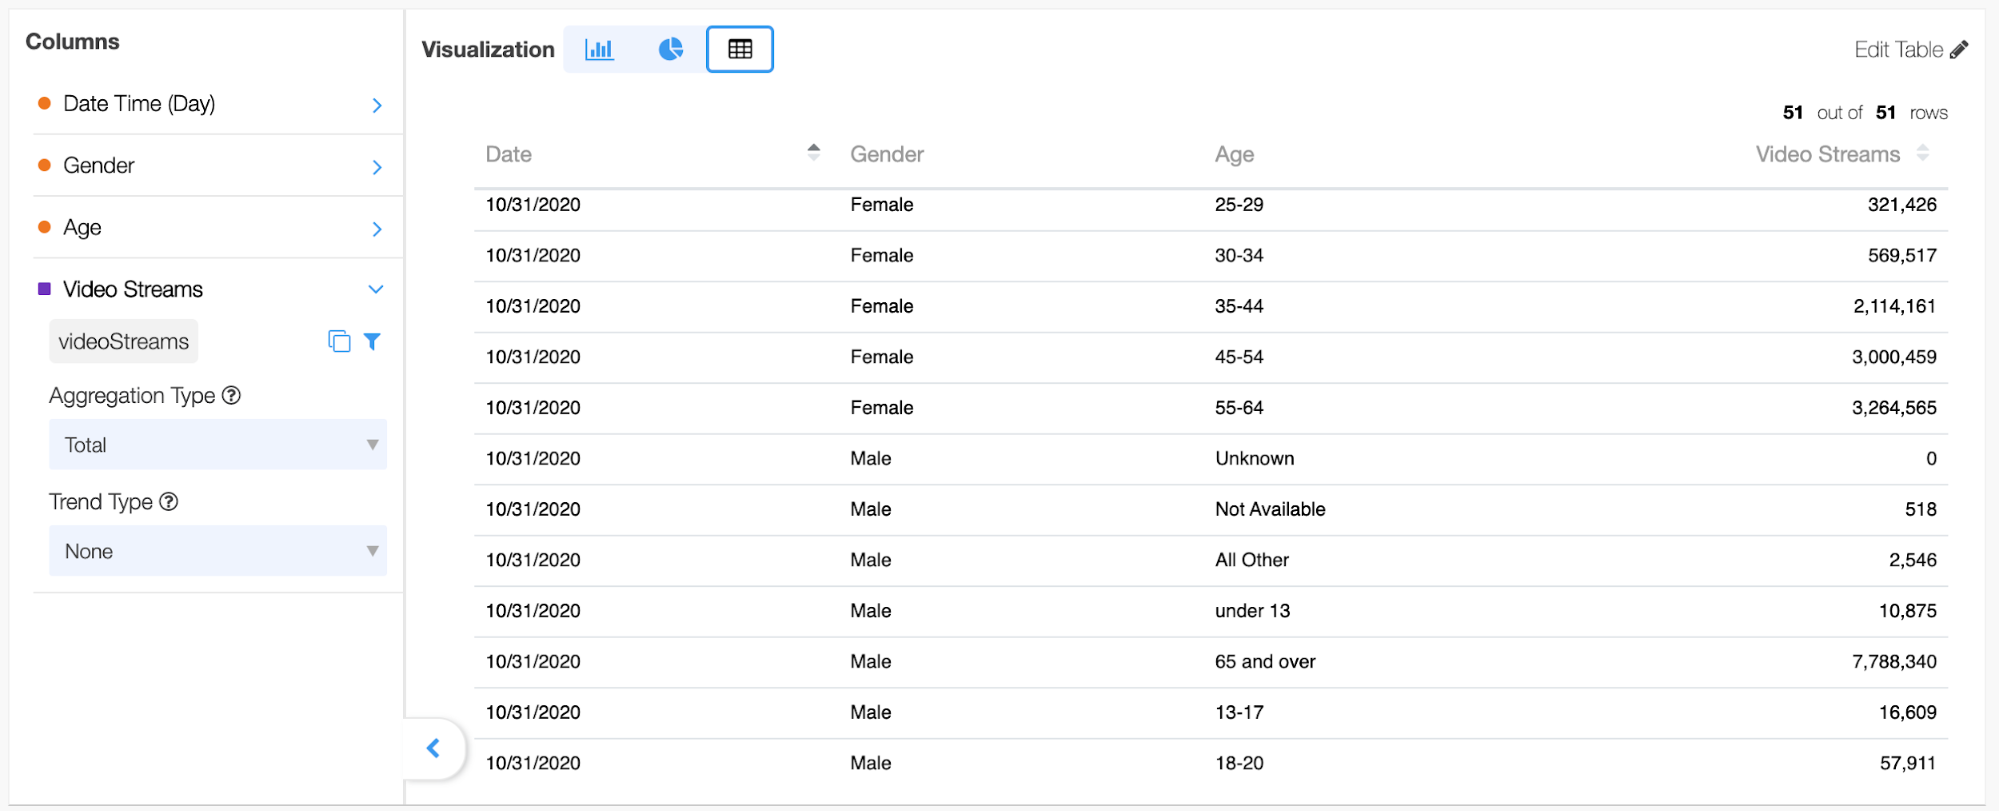 Columns
Date Time (Day)
Gender
Age
Video Streams
videoStreams
Aggregation Type ?
Total
Trend Type ?
None
Visualization
Edit Table
51 out of 51 rows
Date Gender Age Video Streams
10/31/2020 Female 25-29 321,426
10/31/2020 Female 30-34 569,517
10/31/2020 Female 35-44 2,114,161
10/31/2020 Female 45-54 3,000,459
10/31/2020 Female 55-64 3,264,565
10/31/2020 Male Unknown 0
10/31/2020 Male Not Available 518
10/31/2020 Male All Other 2,546
10/31/2020 Male under 13 10,875
10/31/2020 Male 65 and over 7,788,340
10/31/2020 Male 13-17 16,609
10/31/2020 Male 18-20 57,911